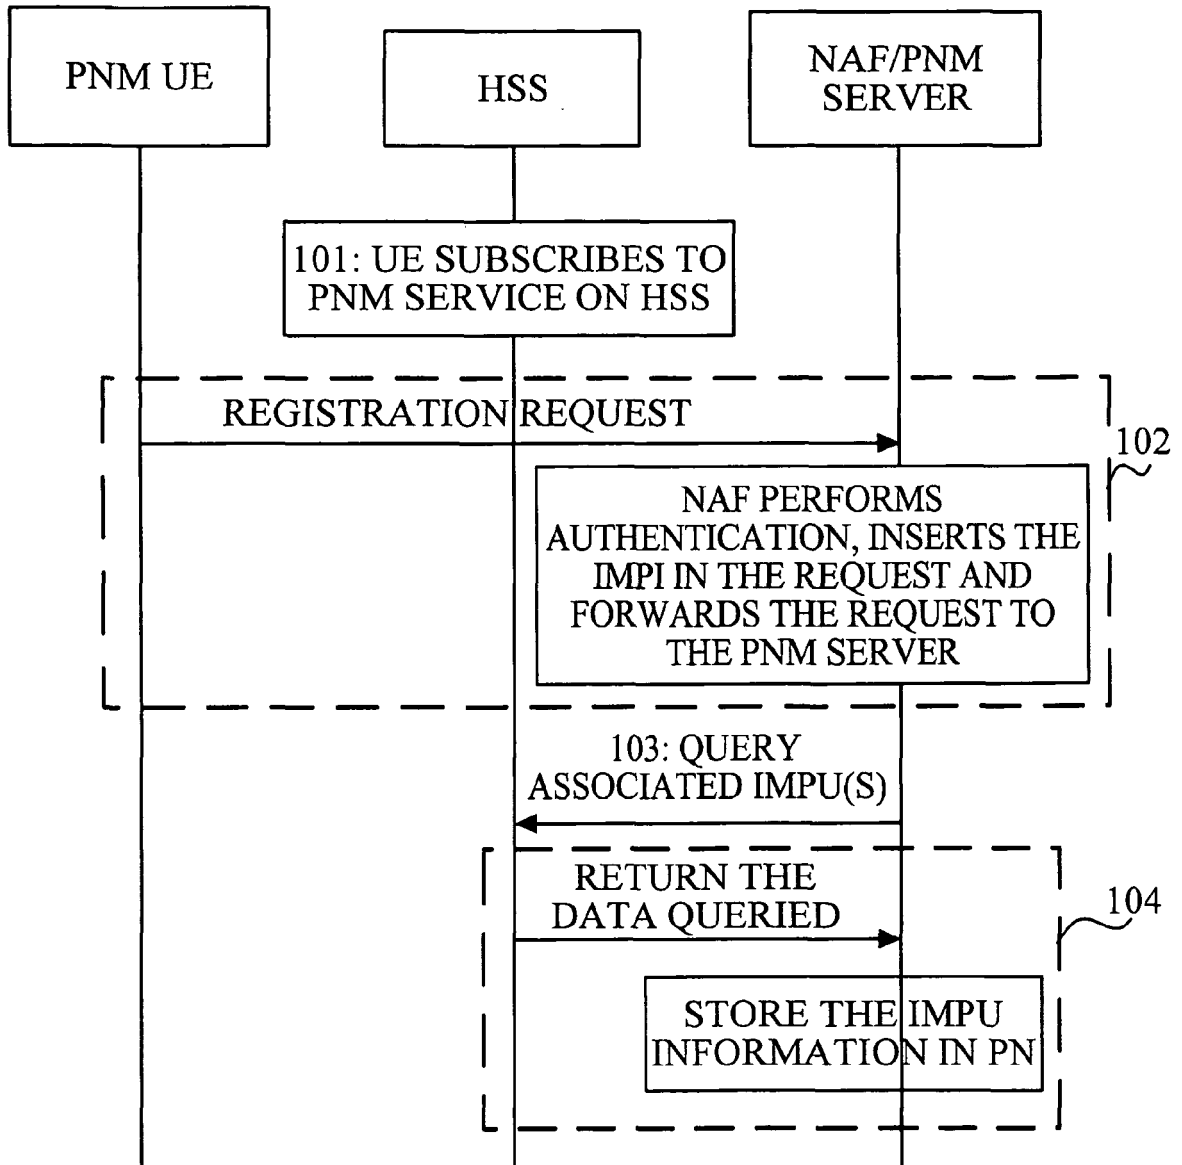 PNM UE
HSS
NAF/PNM
SERVER
101: UE SUBSCRIBES TO
PNM SERVICE ON HSS
REGISTRATION REQUEST
102
NAF PERFORMS
AUTHENTICATION, INSERTS THE
IMPI IN THE REQUEST AND
FORWARDS THE REQUEST TO
THE PNM SERVER
103: QUERY
ASSOCIATED IMPU(S)
RETURN THE
DATA QUERIED
104
STORE THE IMPU
INFORMATION IN PN